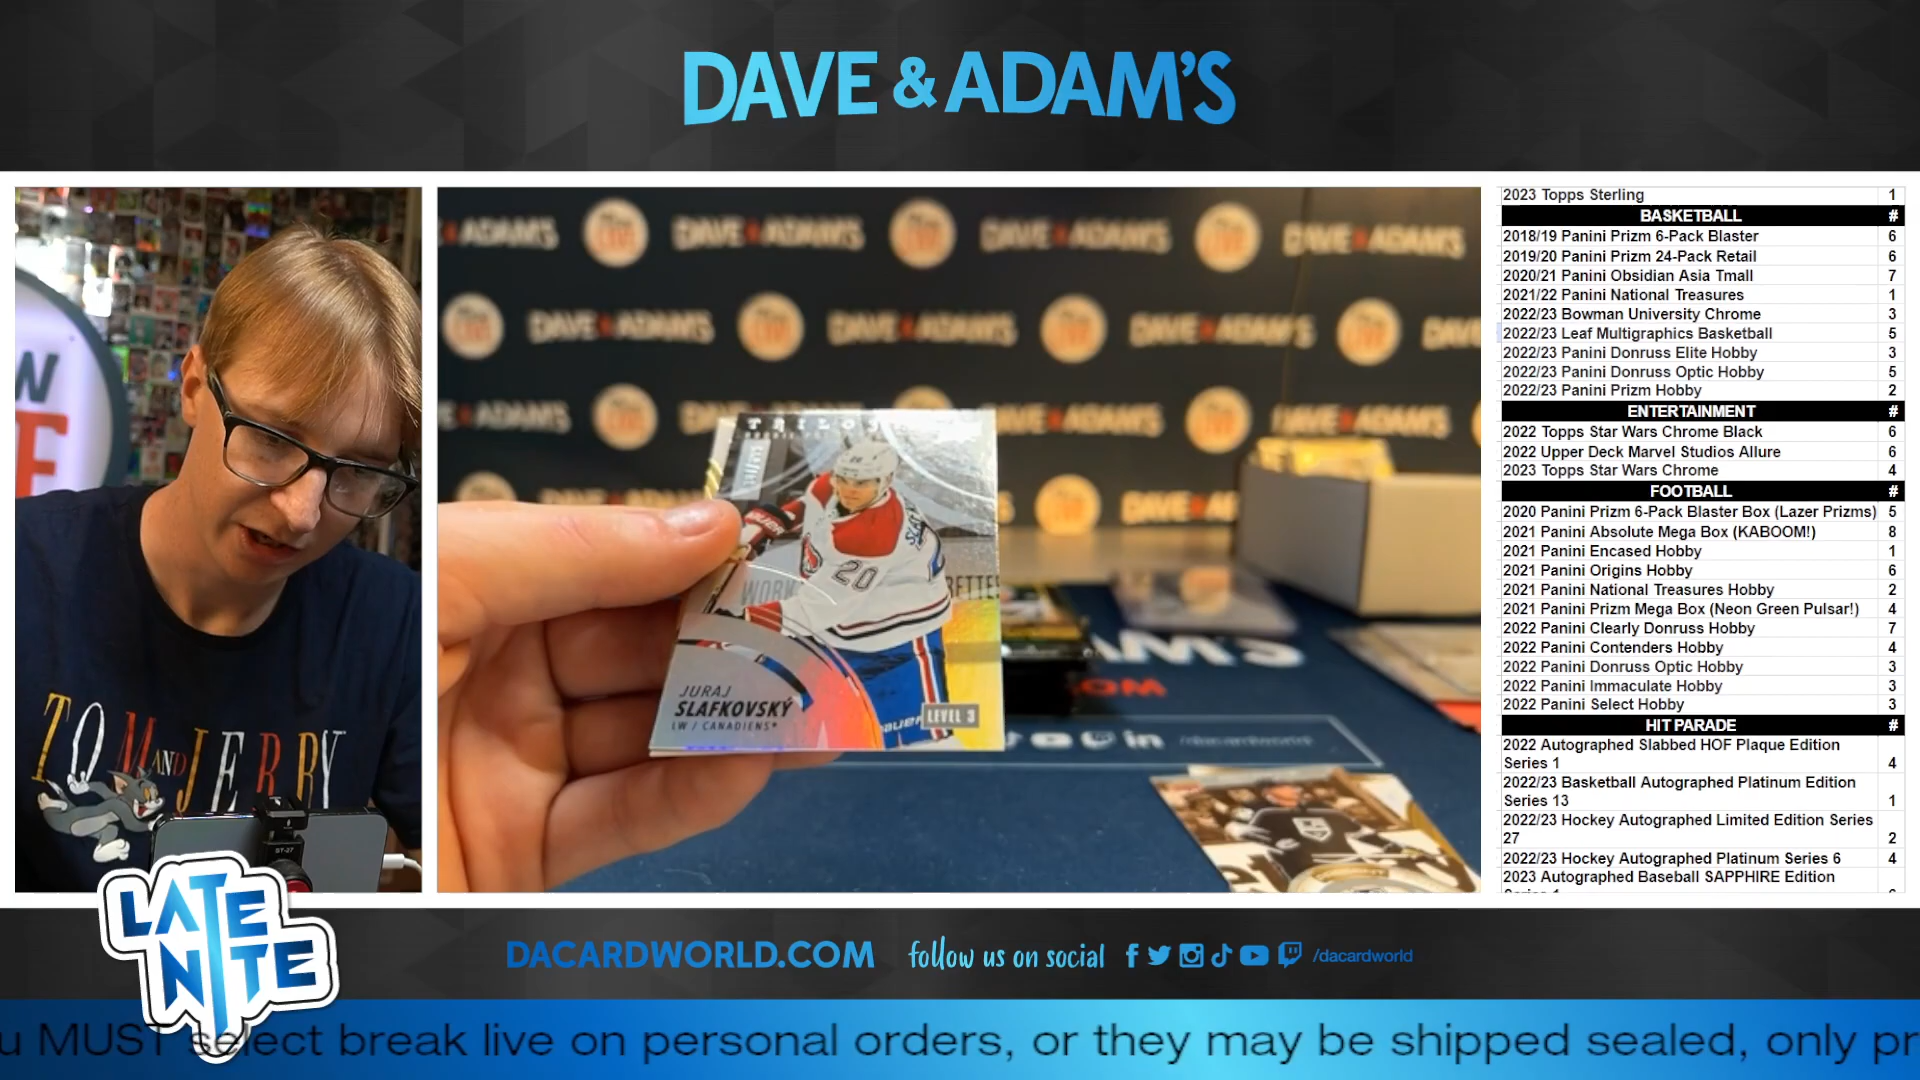 DAVE & ADAM'S
TOM AND JERRY
ST-27
TRILOGY
20
JURAJ
SLAFKOVSKÝ
LW / CANADIENS
LEVEL 3
2023 Topps Sterling 1
BASKETBALL #
2018/19 Panini Prizm 6-Pack Blaster 6
2019/20 Panini Prizm 24-Pack Retail 6
2020/21 Panini Obsidian Asia Tmall 7
2021/22 Panini National Treasures 1
2022/23 Bowman University Chrome 3
2022/23 Leaf Multigraphics Basketball 5
2022/23 Panini Donruss Elite Hobby 3
2022/23 Panini Donruss Optic Hobby 5
2022/23 Panini Prizm Hobby 2
ENTERTAINMENT #
2022 Topps Star Wars Chrome Black 6
2022 Upper Deck Marvel Studios Allure 6
2023 Topps Star Wars Chrome 4
FOOTBALL #
2020 Panini Prizm 6-Pack Blaster Box (Lazer Prizms) 5
2021 Panini Absolute Mega Box (KABOOM!) 8
2021 Panini Encased Hobby 1
2021 Panini Origins Hobby 6
2021 Panini National Treasures Hobby 2
2021 Panini Prizm Mega Box (Neon Green Pulsar!) 4
2022 Panini Clearly Donruss Hobby 7
2022 Panini Contenders Hobby 4
2022 Panini Donruss Optic Hobby 3
2022 Panini Immaculate Hobby 3
2022 Panini Select Hobby 3
HIT PARADE #
2022 Autographed Slabbed HOF Plaque Edition
Series 1 4
2022/23 Basketball Autographed Platinum Edition
Series 13 1
2022/23 Hockey Autographed Limited Edition Series
27 2
2022/23 Hockey Autographed Platinum Series 6 4
2023 Autographed Baseball SAPPHIRE Edition
LATE
NITE
DACARDWORLD.COM follow us on social /dacardworld
u MUST select break live on personal orders, or they may be shipped sealed, only pr